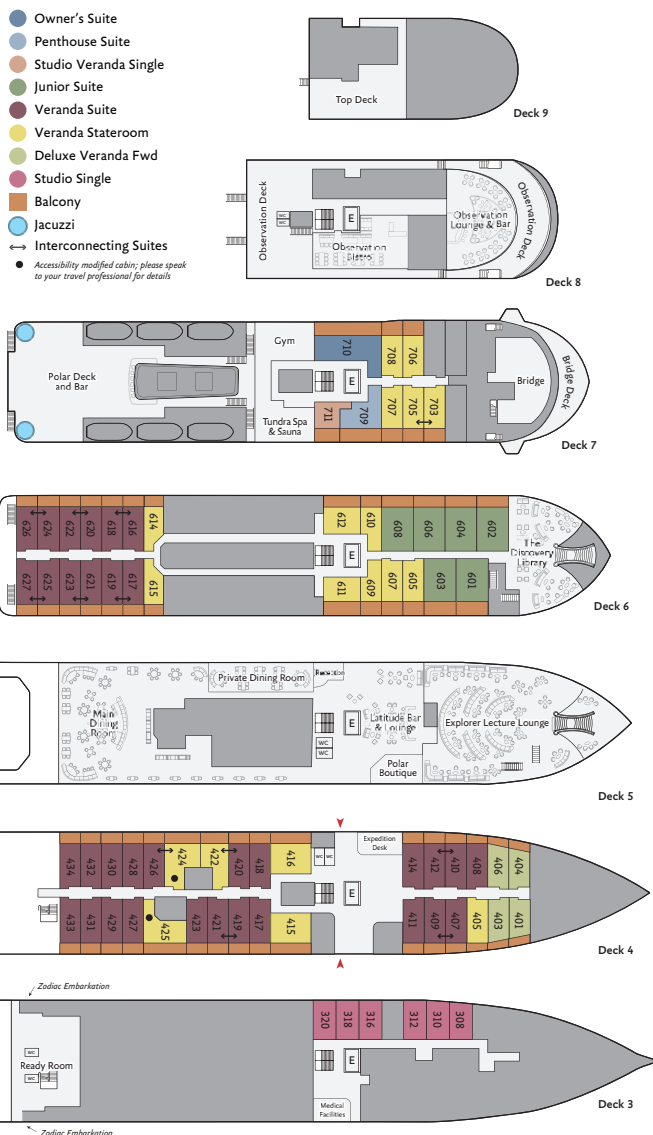 Owner's Suite
Penthouse Suite
Studio Veranda Single
Junior Suite
Veranda Suite
Veranda Stateroom
Deluxe Veranda Fwd
Studio Single
Balcony
Jacuzzi
Interconnecting Suites
Accessibility modified cabin; please speak
to your travel professional for details
Top Deck
Deck 9
Observation Deck
WC
WC
E
Observation
Bistro
Observation
Lounge & Bar
Observation Deck
Deck 8
Polar Deck
and Bar
Gym
Tundra Spa
& Sauna
710
708
706
E
711
709
707
705
703
Bridge
Bridge Deck
Deck 7
626
624
622
620
618
616
614
612
610
608
606
604
602
E
The
Discovery
Library
627
625
623
621
619
617
615
611
609
607
605
603
601
Deck 6
Main
Dining
Room
Private Dining Room
Reception
E
WC
WC
Latitude Bar
& Lounge
Polar
Boutique
Explorer Lecture Lounge
Deck 5
434
432
430
428
426
424
422
420
418
416
WC
WC
Expedition
Desk
414
412
410
408
406
404
E
433
431
429
427
425
423
421
419
417
415
411
409
407
405
403
401
Deck 4
Zodiac Embarkation
320
318
316
312
310
308
WC
Ready Room
WC
E
Medical
Facilities
Deck 3
Zodiac Embarkation